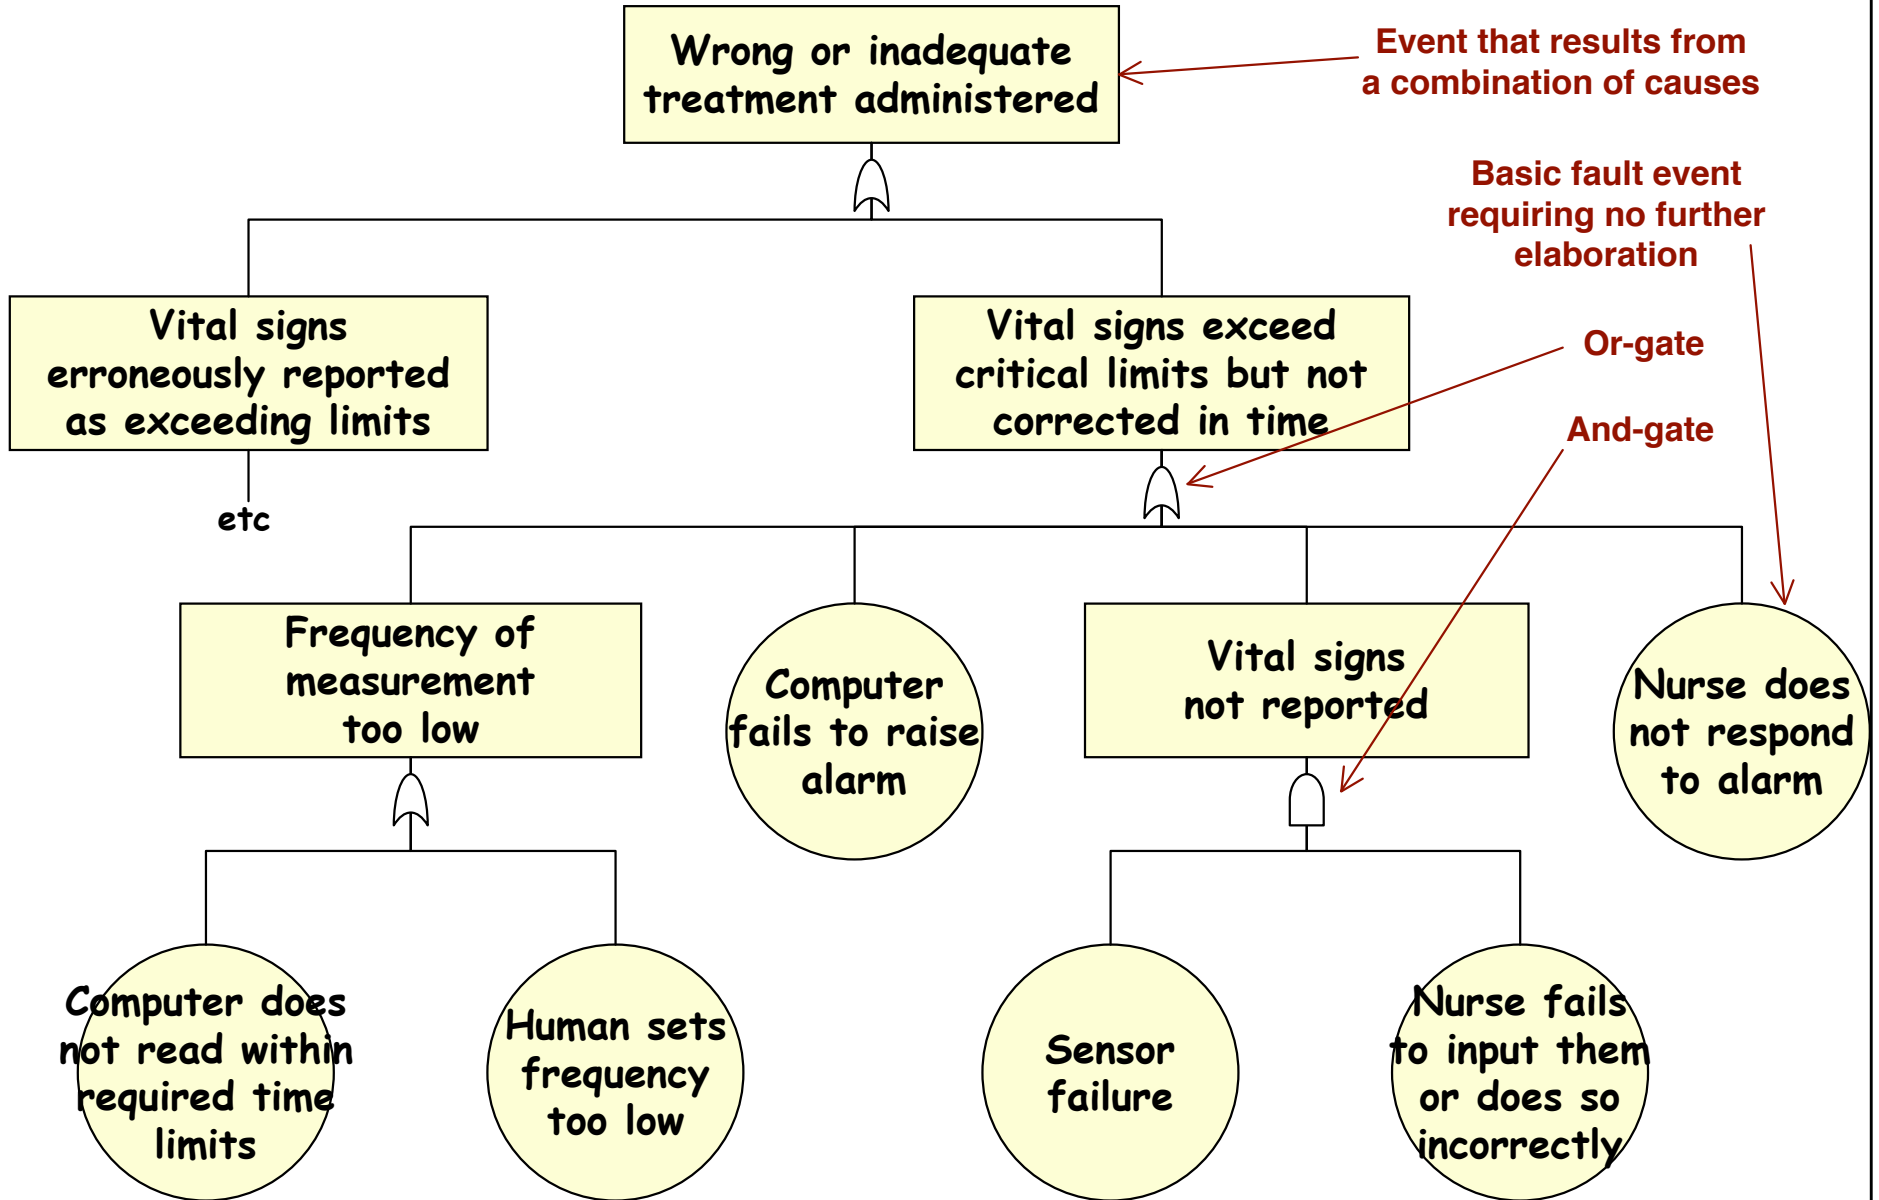 Wrong or inadequate
treatment administered
Event that results from
a combination of causes
Basic fault event
requiring no further
elaboration
Vital signs
erroneously reported
as exceeding limits
Vital signs exceed
critical limits but not
corrected in time
Or-gate
And-gate
etc
Frequency of
measurement
too low
Computer
fails to raise
alarm
Vital signs
not reported
Nurse does
not respond
to alarm
Computer does
not read within
required time
limits
Human sets
frequency
too low
Sensor
failure
Nurse fails
to input them
or does so
incorrectly